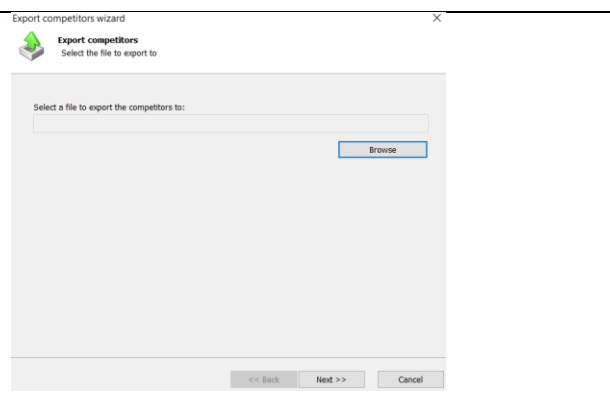 Export competitors wizard
Export competitors
Select the file to export to
Select a file to export the competitors to:
Browse
<< Back Next >> Cancel